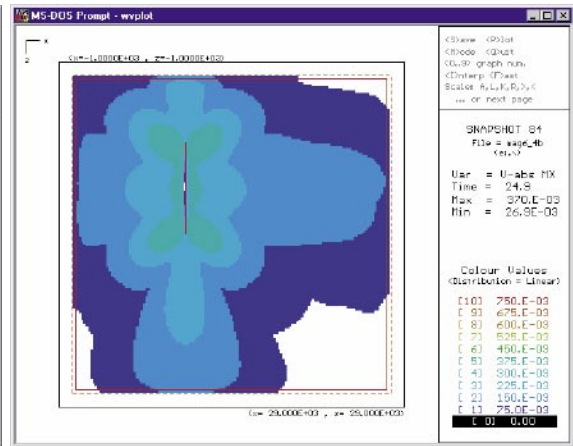 MS-DOS Prompt - wvplot
x
z
(x=-1.0000E+03 , z=-1.0000E+03)
(x= 29.000E+03 , z= 29.000E+03)
<S>ave <P>lot
<M>ode <Q>uit
<0..9> graph num.
<I>nterp <F>ast
Scale: A,L,K,R,>,<
... or next page
SNAPSHOT 84
File = mag6_4b
Var = U-abs MX
Time = 24.9
Max = 370.E-03
Min = 26.9E-03
Colour Values
(Distribution = Linear)
[10] 750.E-03
[ 9] 675.E-03
[ 8] 600.E-03
[ 7] 525.E-03
[ 6] 450.E-03
[ 5] 375.E-03
[ 4] 300.E-03
[ 3] 225.E-03
[ 2] 150.E-03
[ 1] 75.0E-03
[ 0] 0.00